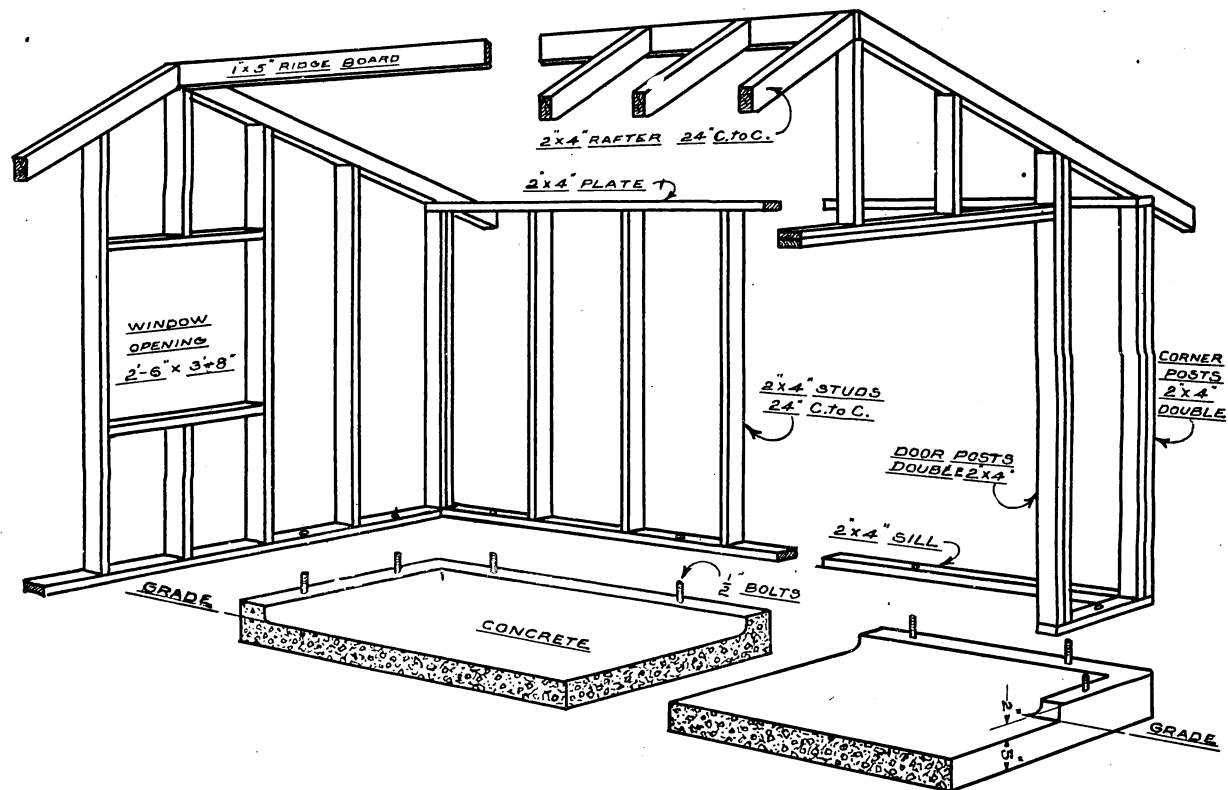 1"x5" RIDGE BOARD
2"x4" RAFTER 24" C.to C.
2"x4" PLATE
WINDOW
OPENING
2'-6" x 3'-8"
2"x4" STUDS
24" C.to C.
CORNER
POSTS
2"x4"
DOUBLE
DOOR POSTS
DOUBLE 2"x4"
2"x4" SILL
1/2" BOLTS
GRADE
CONCRETE
2"
5"
GRADE